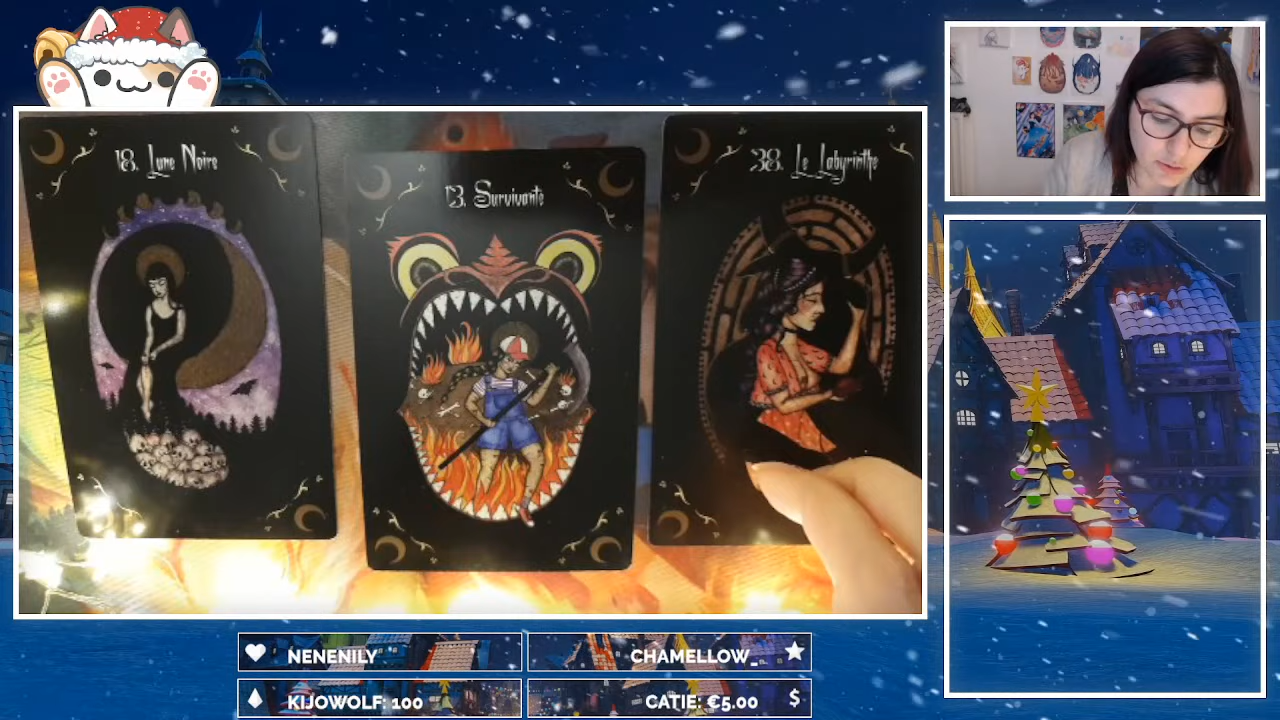 18. Lune Noire
13. Survivante
38. Le Labyrinthe
NENENILY
CHAMELLOW_
KIJOWOLF: 100
CATIE: €5.00
$